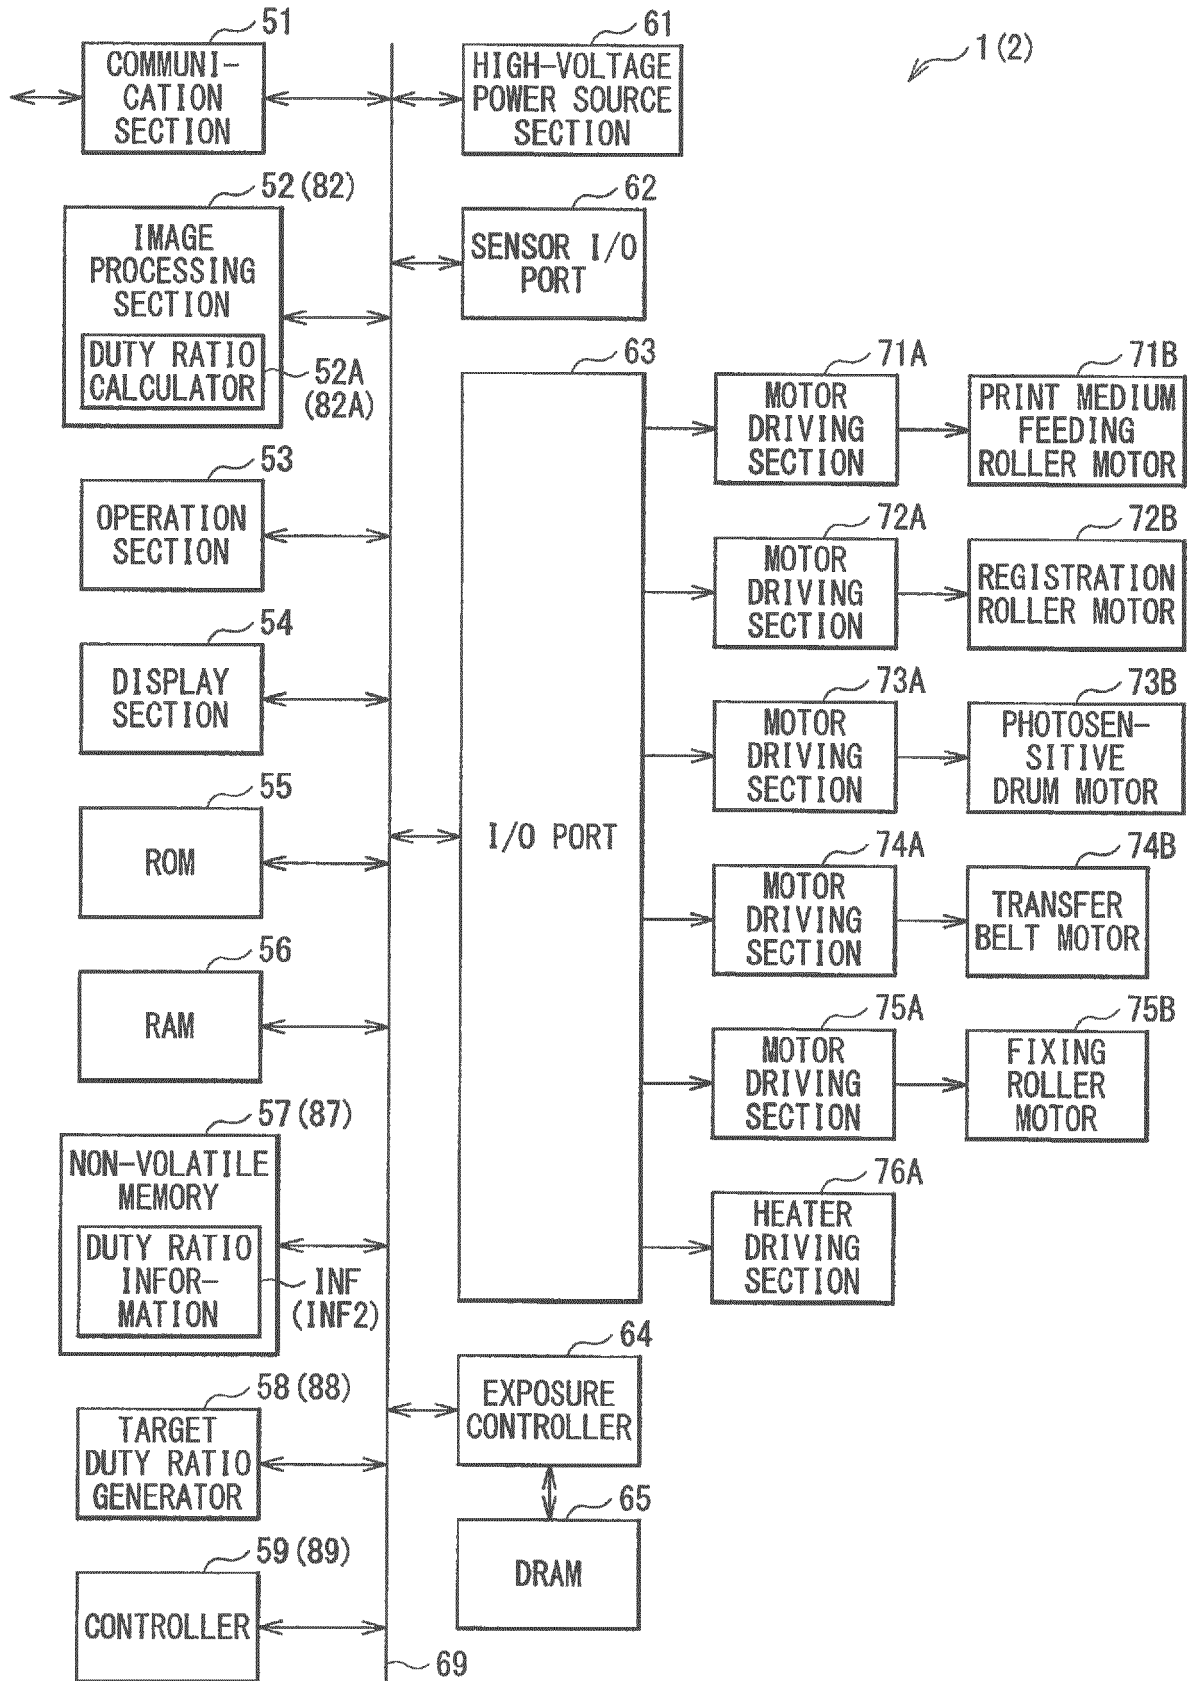 51
COMMUNI-
CATION
SECTION
61
HIGH-VOLTAGE
POWER SOURCE
SECTION
1(2)
52(82)
IMAGE
PROCESSING
SECTION
DUTY RATIO
CALCULATOR
52A
(82A)
62
SENSOR I/O
PORT
53
OPERATION
SECTION
54
DISPLAY
SECTION
55
ROM
56
RAM
57(87)
NON-VOLATILE
MEMORY
DUTY RATIO
INFOR-
MATION
INF
(INF2)
58(88)
TARGET
DUTY RATIO
GENERATOR
59(89)
CONTROLLER
69
63
I/O PORT
71A
MOTOR
DRIVING
SECTION
71B
PRINT MEDIUM
FEEDING
ROLLER MOTOR
72A
MOTOR
DRIVING
SECTION
72B
REGISTRATION
ROLLER MOTOR
73A
MOTOR
DRIVING
SECTION
73B
PHOTOSEN-
SITIVE
DRUM MOTOR
74A
MOTOR
DRIVING
SECTION
74B
TRANSFER
BELT MOTOR
75A
MOTOR
DRIVING
SECTION
75B
FIXING
ROLLER
MOTOR
76A
HEATER
DRIVING
SECTION
64
EXPOSURE
CONTROLLER
65
DRAM